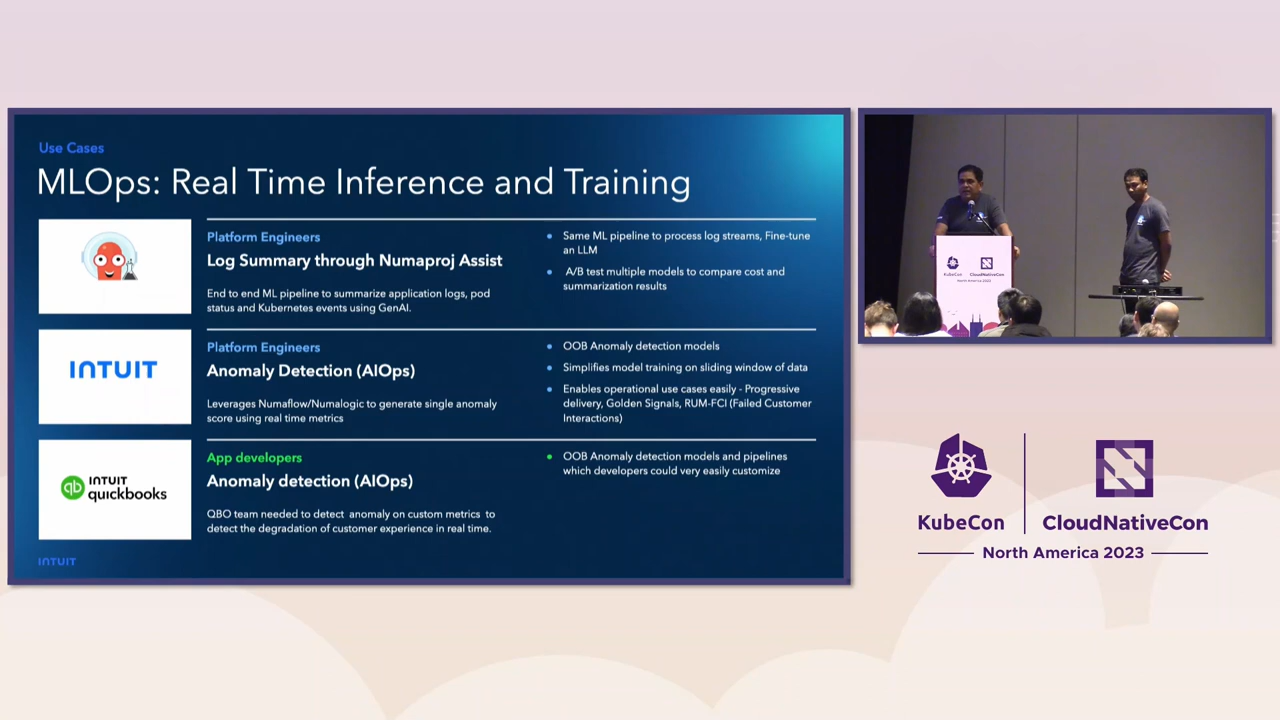 Use Cases
MLOps: Real Time Inference and Training
Platform Engineers
Log Summary through Numaproj Assist
End to end ML pipeline to summarize application logs, pod
status and Kubernetes events using GenAI.
• Same ML pipeline to process log streams, Fine-tune
an LLM
• A/B test multiple models to compare cost and
summarization results
INTUIT
Platform Engineers
Anomaly Detection (AIOps)
Leverages Numaflow/Numalogic to generate single anomaly
score using real time metrics
• OOB Anomaly detection models
• Simplifies model training on sliding window of data
• Enables operational use cases easily - Progressive
delivery, Golden Signals, RUM-FCI (Failed Customer
Interactions)
qb INTUIT
quickbooks
App developers
Anomaly detection (AIOps)
QBO team needed to detect anomaly on custom metrics to
detect the degradation of customer experience in real time.
• OOB Anomaly detection models and pipelines
which developers could very easily customize
INTUIT
KubeCon CloudNativeCon
North America 2023
KubeCon CloudNativeCon
North America 2023